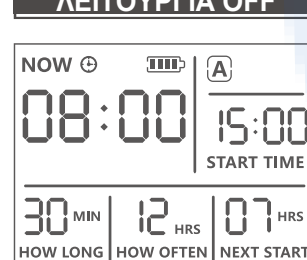 ΛΕΙΤΟΥΡΓΙΑ OFF
NOW
A
08:00
15:00
START TIME
30 MIN
12 HRS
07 HRS
HOW LONG
HOW OFTEN
NEXT START